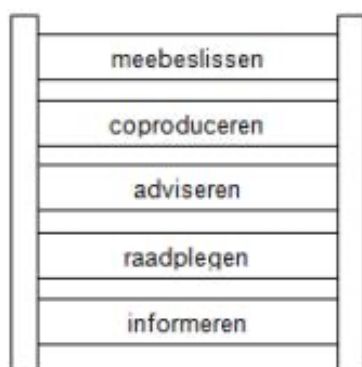 meebeslissen
coproduceren
adviseren
raadplegen
informeren